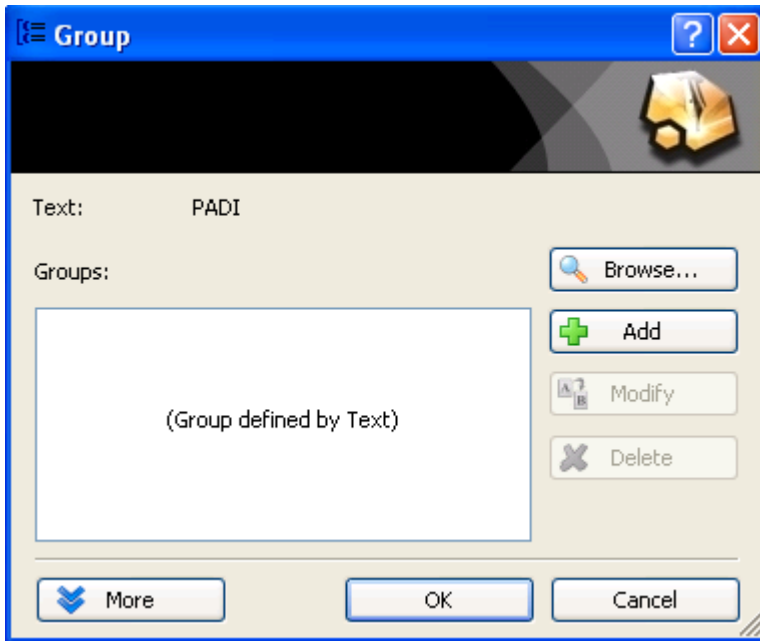 Group
Text: PADI
Groups:
Browse...
Add
(Group defined by Text)
Modify
Delete
More
OK
Cancel